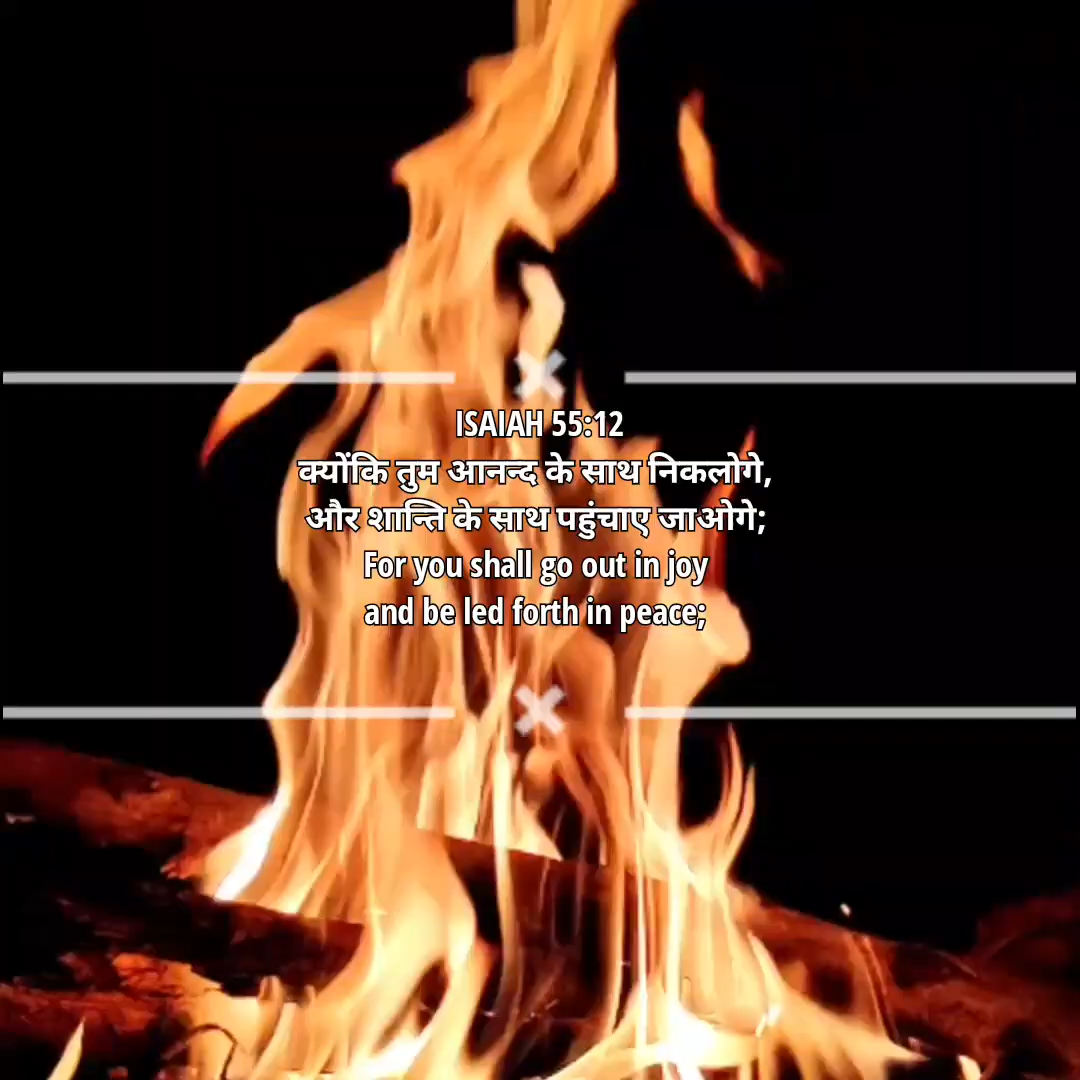 ISAIAH 55:12
क्योंकि तुम आनन्द के साथ निकलोगे,
और शान्ति के साथ पहुंचाए जाओगे;
For you shall go out in joy
and be led forth in peace;